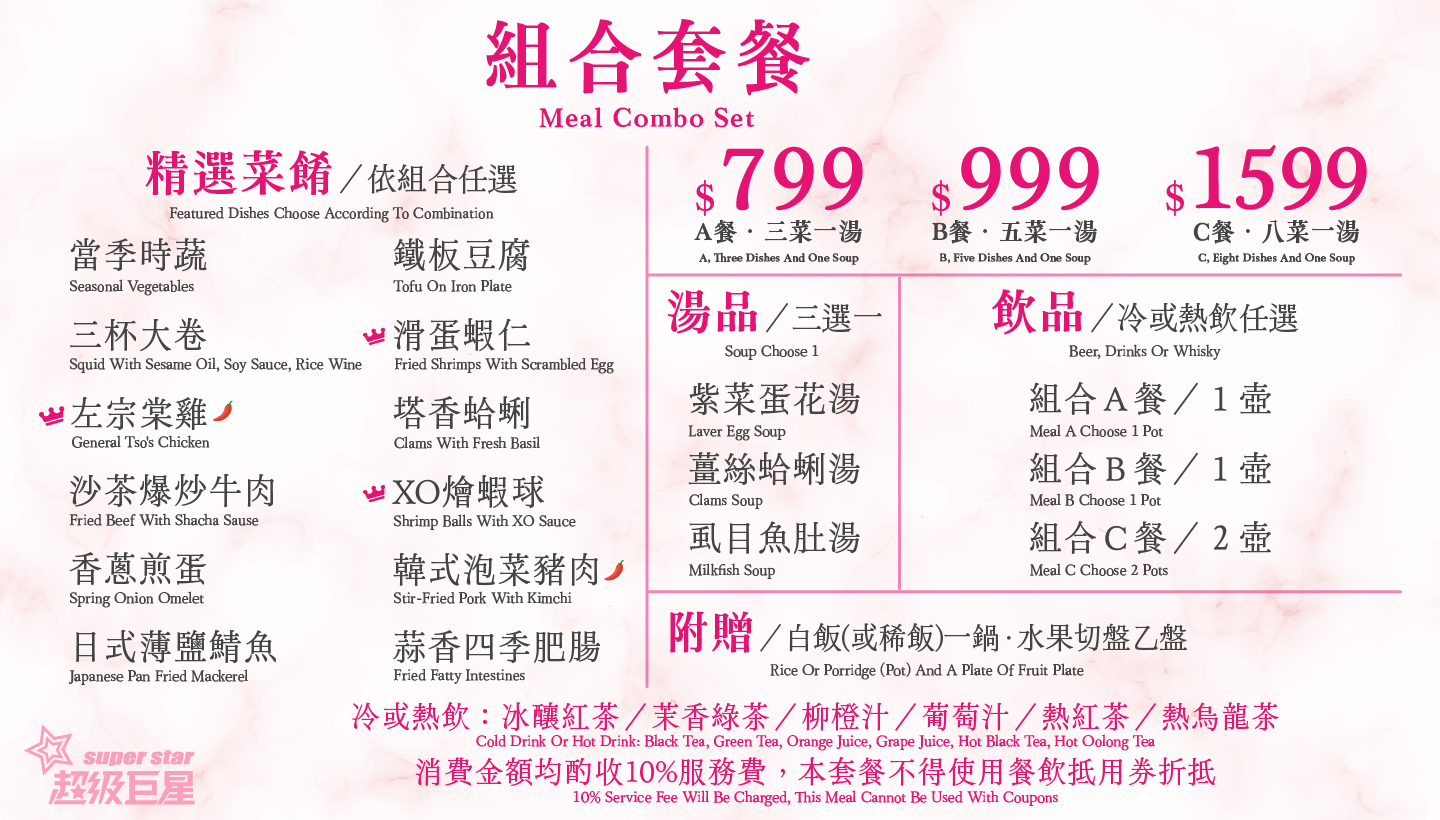 組合套餐
Meal Combo Set
精選菜餚／依組合任選
Featured Dishes Choose According To Combination
當季時蔬
Seasonal Vegetables
三杯大卷
Squid With Sesame Oil, Soy Sauce, Rice Wine
左宗棠雞
General Tso's Chicken
沙茶爆炒牛肉
Fried Beef With Shacha Sause
香蔥煎蛋
Spring Onion Omelet
日式薄鹽鯖魚
Japanese Pan Fried Mackerel
鐵板豆腐
Tofu On Iron Plate
滑蛋蝦仁
Fried Shrimps With Scrambled Egg
塔香蛤蜊
Clams With Fresh Basil
XO燴蝦球
Shrimp Balls With XO Sauce
韓式泡菜豬肉
Stir-Fried Pork With Kimchi
蒜香四季肥腸
Fried Fatty Intestines
$799
A餐·三菜一湯
A, Three Dishes And One Soup
$999
B餐·五菜一湯
B, Five Dishes And One Soup
$1599
C餐·八菜一湯
C, Eight Dishes And One Soup
湯品／三選一
Soup Choose 1
紫菜蛋花湯
Laver Egg Soup
薑絲蛤蜊湯
Clams Soup
虱目魚肚湯
Milkfish Soup
飲品／冷或熱飲任選
Beer, Drinks Or Whisky
組合A餐／1壺
Meal A Choose 1 Pot
組合B餐／1壺
Meal B Choose 1 Pot
組合C餐／2壺
Meal C Choose 2 Pots
附贈／白飯(或稀飯)一鍋·水果切盤乙盤
Rice Or Porridge (Pot) And A Plate Of Fruit Plate
冷或熱飲：冰釀紅茶／茉香綠茶／柳橙汁／葡萄汁／熱紅茶／熱烏龍茶
Cold Drink Or Hot Drink: Black Tea, Green Tea, Orange Juice, Grape Juice, Hot Black Tea, Hot Oolong Tea
消費金額均酌收10%服務費，本套餐不得使用餐飲抵用券折抵
10% Service Fee Will Be Charged, This Meal Cannot Be Used With Coupons
super star
超级巨星